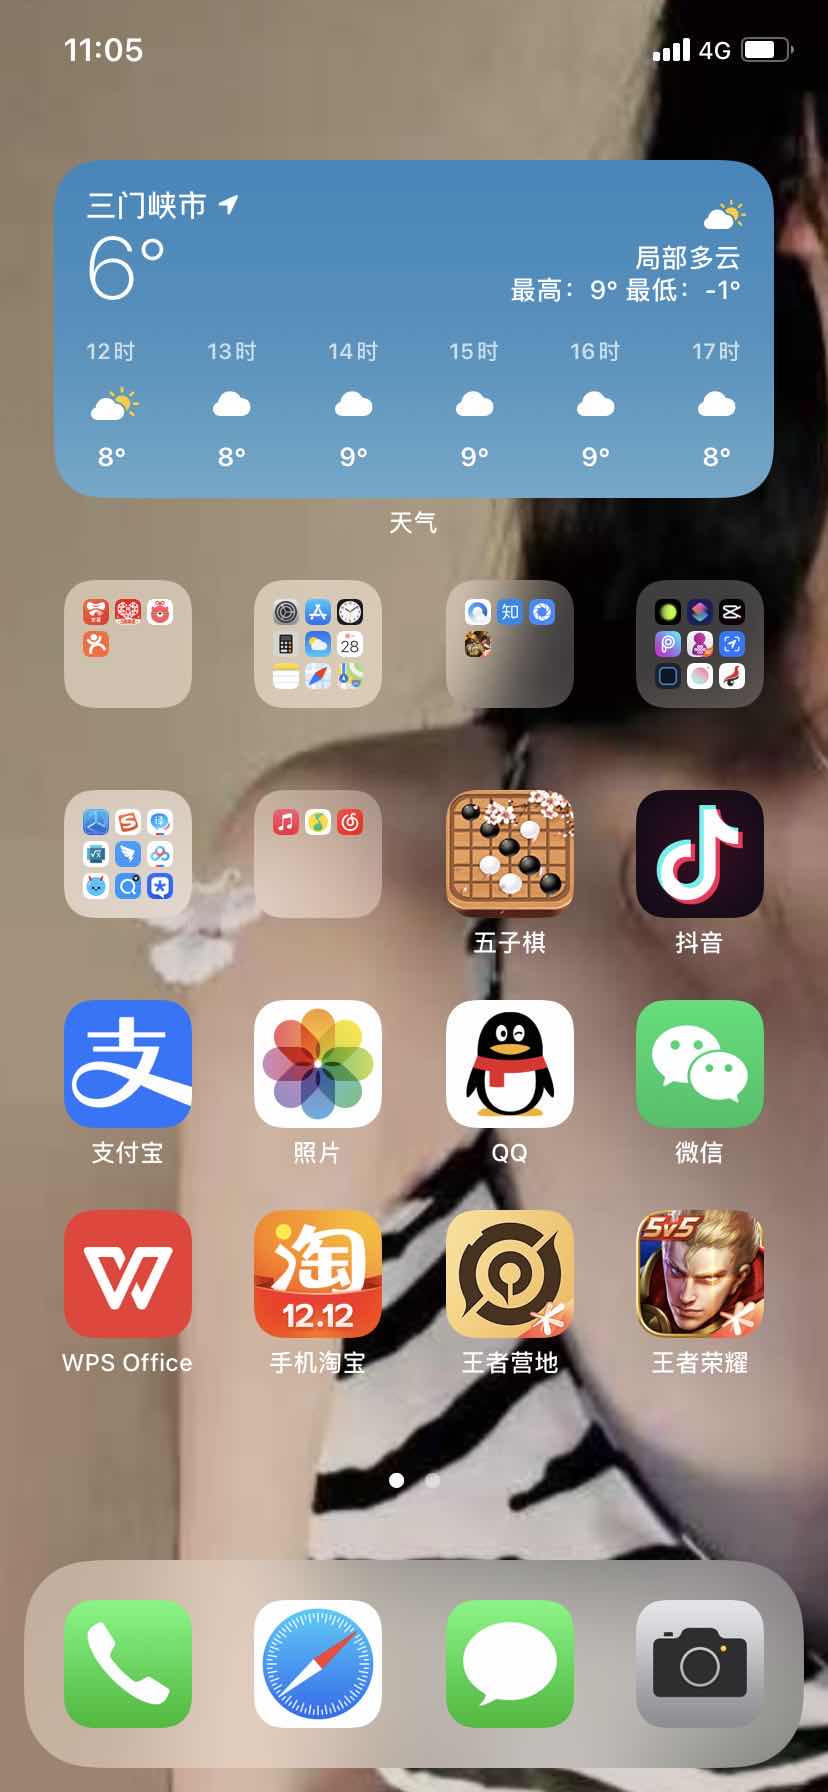 11:05
4G
三门峡市
6°
局部多云
最高：9° 最低：-1°
12时 13时 14时 15时 16时 17时
8° 8° 9° 9° 9° 8°
天气
知
28
五子棋
抖音
支
支付宝
照片
QQ
微信
淘
12.12
5v5
WPS Office
手机淘宝
王者营地
王者荣耀